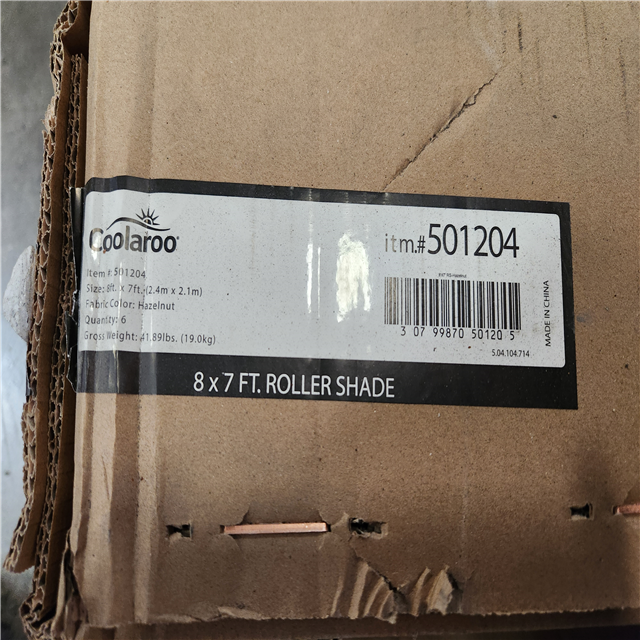 Coolaroo
itm.#501204
Item #:501204
Size: 8ft. x 7ft. (2.4m x 2.1m)
Fabric Color: Hazelnut
Quantity: 6
Gross Weight: 41.89lbs. (19.0kg)
3 07 99870 50120 5
5.04.104.714
MADE IN CHINA
8 x 7 FT. ROLLER SHADE